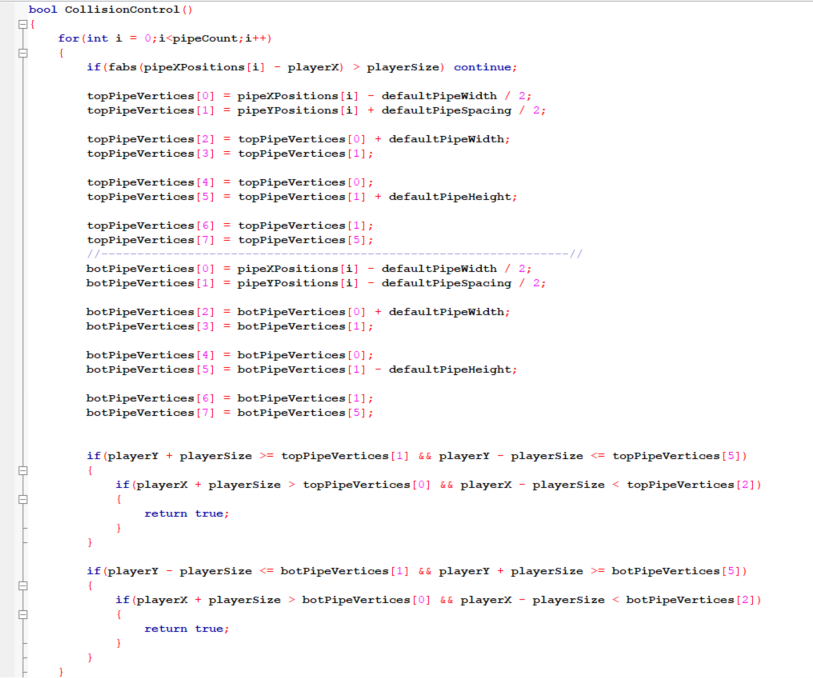 bool CollisionControl()
{
for(int i = 0;i<pipeCount;i++)
{
if(fabs(pipeXPositions[i] - playerX) > playerSize) continue;
topPipeVertices[0] = pipeXPositions[i] - defaultPipeWidth / 2;
topPipeVertices[1] = pipeYPositions[i] + defaultPipeSpacing / 2;
topPipeVertices[2] = topPipeVertices[0] + defaultPipeWidth;
topPipeVertices[3] = topPipeVertices[1];
topPipeVertices[4] = topPipeVertices[0];
topPipeVertices[5] = topPipeVertices[1] + defaultPipeHeight;
topPipeVertices[6] = topPipeVertices[1];
topPipeVertices[7] = topPipeVertices[5];
//-----------------------------------------------------------------//
botPipeVertices[0] = pipeXPositions[i] - defaultPipeWidth / 2;
botPipeVertices[1] = pipeYPositions[i] - defaultPipeSpacing / 2;
botPipeVertices[2] = botPipeVertices[0] + defaultPipeWidth;
botPipeVertices[3] = botPipeVertices[1];
botPipeVertices[4] = botPipeVertices[0];
botPipeVertices[5] = botPipeVertices[1] - defaultPipeHeight;
botPipeVertices[6] = botPipeVertices[1];
botPipeVertices[7] = botPipeVertices[5];
if(playerY + playerSize >= topPipeVertices[1] && playerY - playerSize <= topPipeVertices[5])
{
if(playerX + playerSize > topPipeVertices[0] && playerX - playerSize < topPipeVertices[2])
{
return true;
}
}
if(playerY - playerSize <= botPipeVertices[1] && playerY + playerSize >= botPipeVertices[5])
{
if(playerX + playerSize > botPipeVertices[0] && playerX - playerSize < botPipeVertices[2])
{
return true;
}
}
}